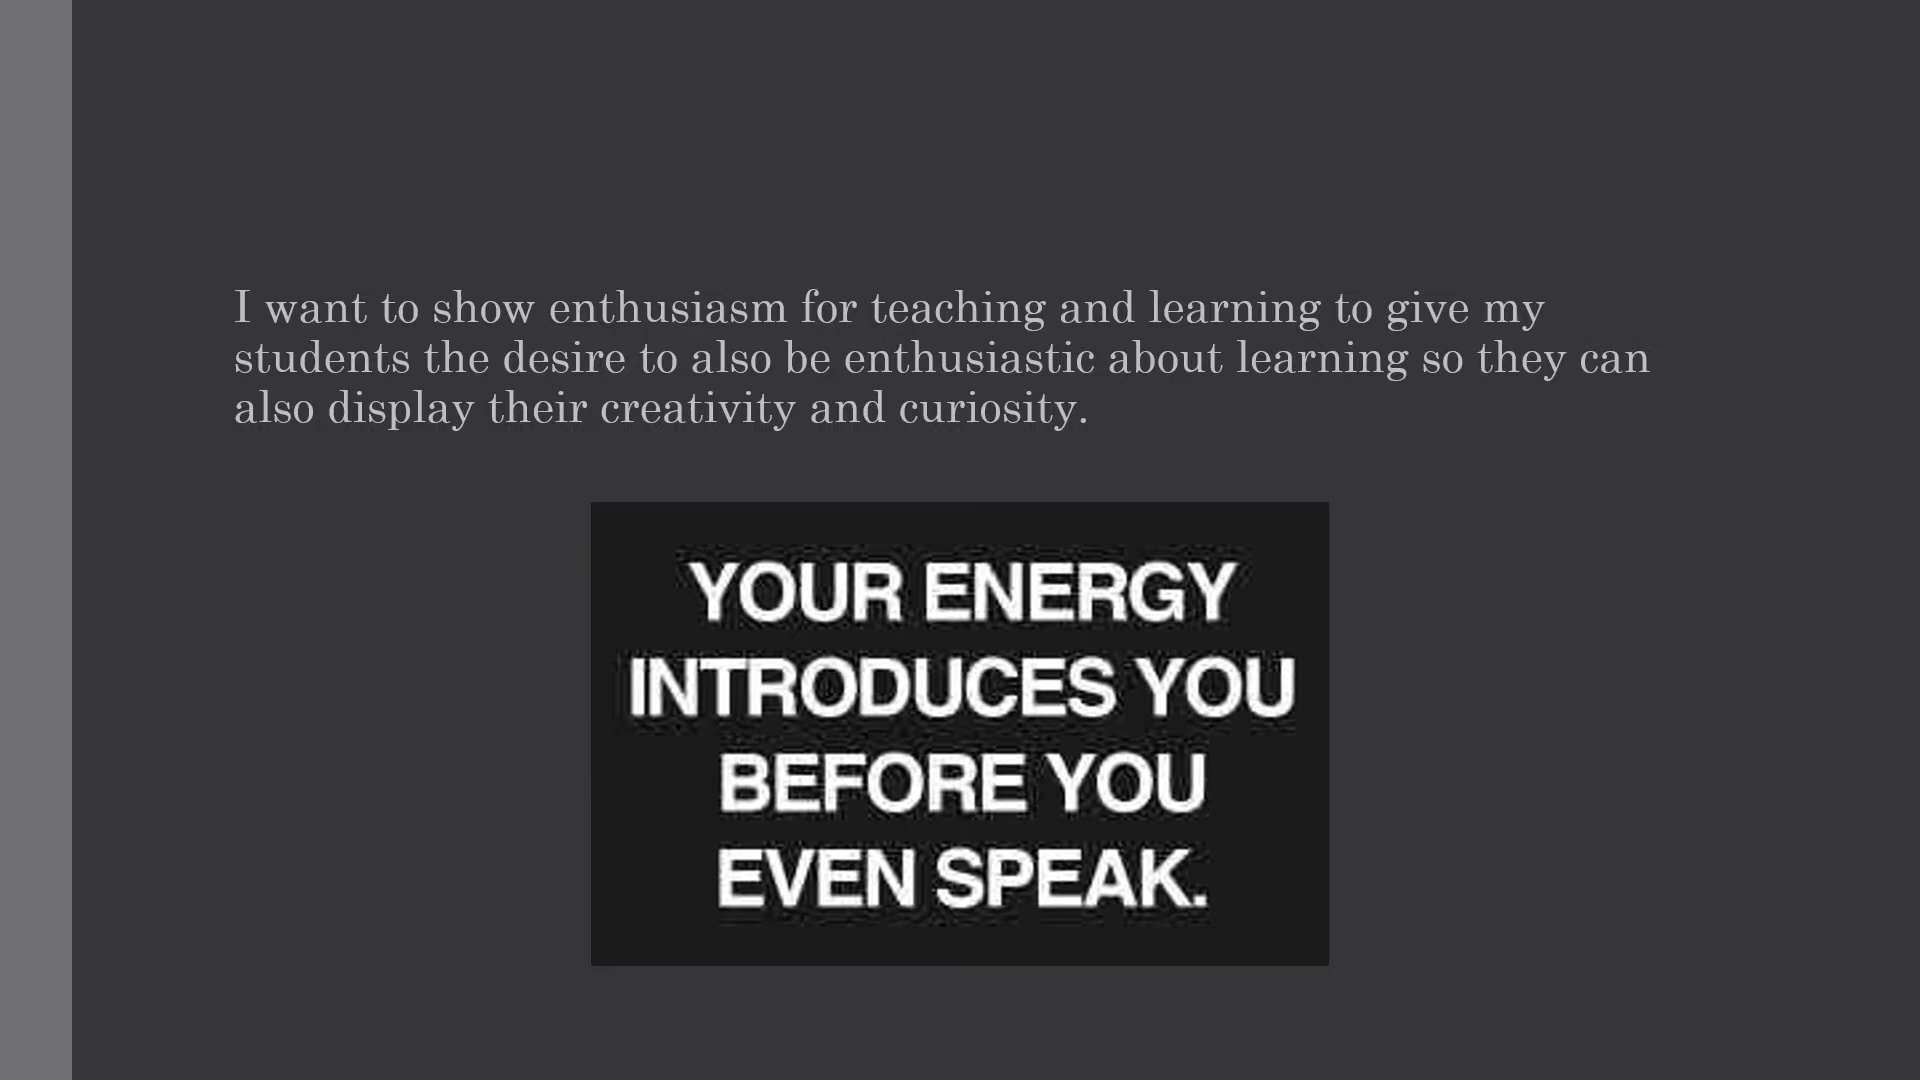 I want to show enthusiasm for teaching and learning to give my
students the desire to also be enthusiastic about learning so they can
also display their creativity and curiosity.
YOUR ENERGY
INTRODUCES YOU
BEFORE YOU
EVEN SPEAK.